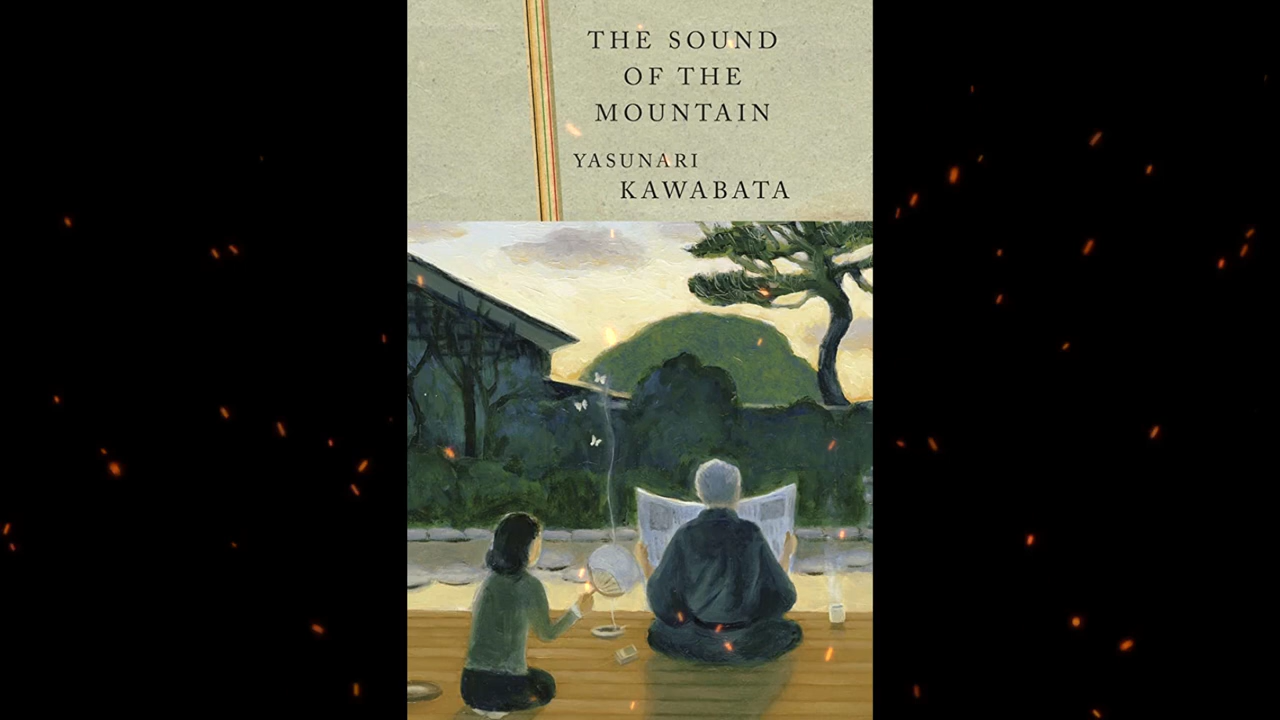 THE SOUND
OF THE
MOUNTAIN
YASUNARI
KAWABATA